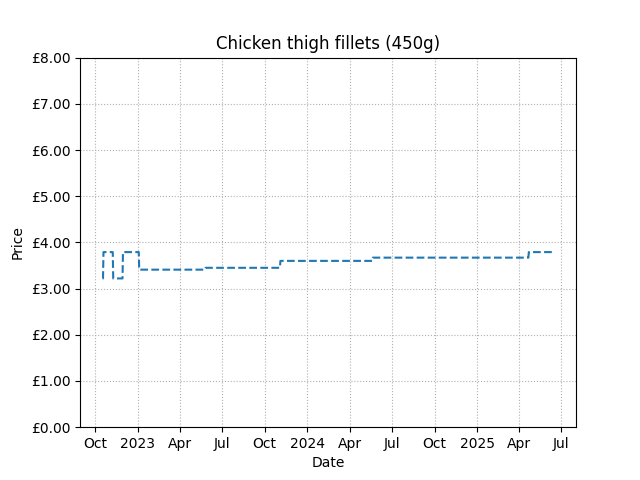 Chicken thigh fillets (450g)
£8.00
£7.00
£6.00
£5.00
£4.00
£3.00
£2.00
£1.00
£0.00
Price
Oct 2023 Apr Jul Oct 2024 Apr Jul Oct 2025 Apr Jul
Date